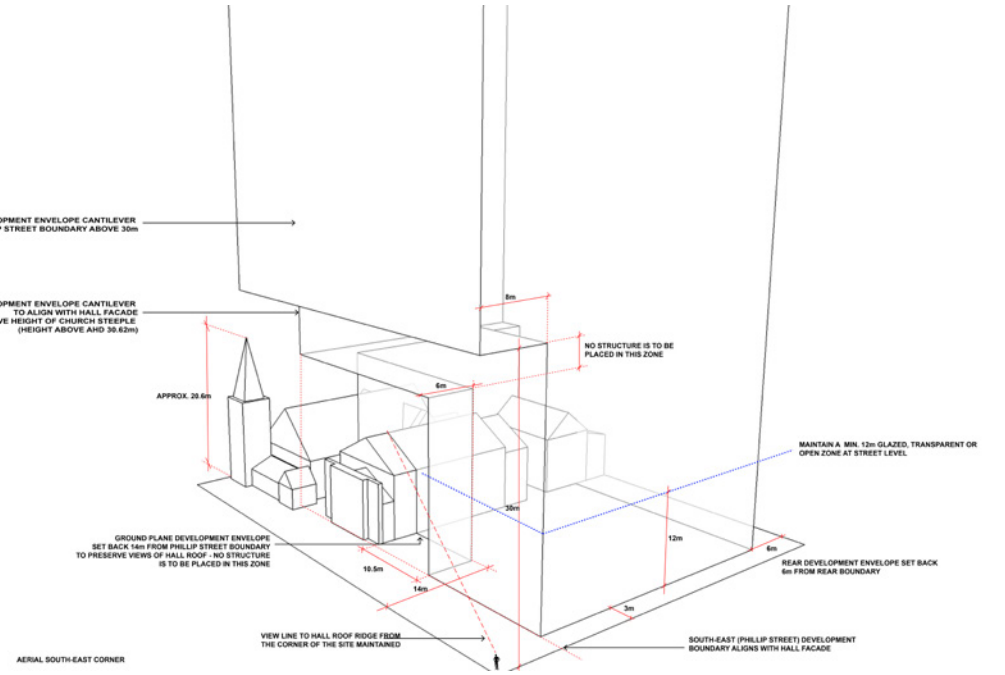 OPMENT ENVELOPE CANTILEVER
STREET BOUNDARY ABOVE 30m
OPMENT ENVELOPE CANTILEVER
TO ALIGN WITH HALL FACADE
VE HEIGHT OF CHURCH STEEPLE
(HEIGHT ABOVE AHD 30.62m)
8m
NO STRUCTURE IS TO BE
PLACED IN THIS ZONE
6m
APPROX. 20.6m
MAINTAIN A MIN. 12m GLAZED, TRANSPARENT OR
OPEN ZONE AT STREET LEVEL
30m
GROUND PLANE DEVELOPMENT ENVELOPE
SET BACK 14m FROM PHILLIP STREET BOUNDARY
TO PRESERVE VIEWS OF HALL ROOF - NO STRUCTURE
IS TO BE PLACED IN THIS ZONE
12m
6m
REAR DEVELOPMENT ENVELOPE SET BACK
6m FROM REAR BOUNDARY
10.5m
14m
3m
VIEW LINE TO HALL ROOF RIDGE FROM
THE CORNER OF THE SITE MAINTAINED
SOUTH-EAST (PHILLIP STREET) DEVELOPMENT
BOUNDARY ALIGNS WITH HALL FACADE
AERIAL SOUTH-EAST CORNER